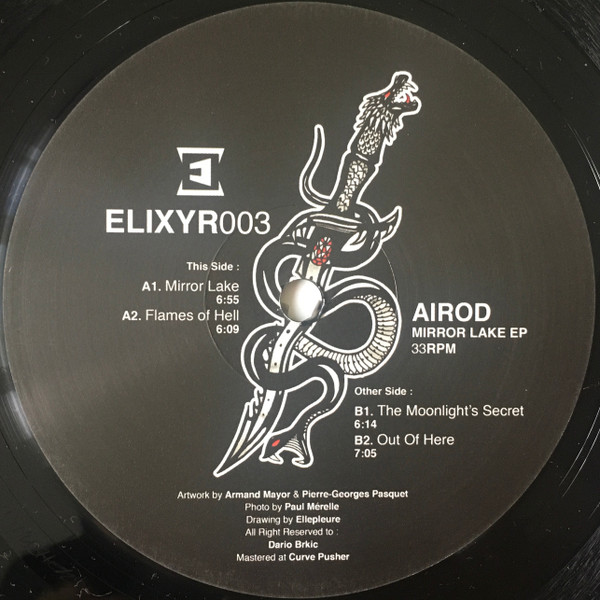 ELIXYR003
This Side :
A1. Mirror Lake
6:55
A2. Flames of Hell
6:09
AIROD
MIRROR LAKE EP
33RPM
Other Side :
B1. The Moonlight's Secret
6:14
B2. Out Of Here
7:05
Artwork by Armand Mayor & Pierre-Georges Pasquet
Photo by Paul Mérelle
Drawing by Ellepleure
All Right Reserved to :
Dario Brkic
Mastered at Curve Pusher